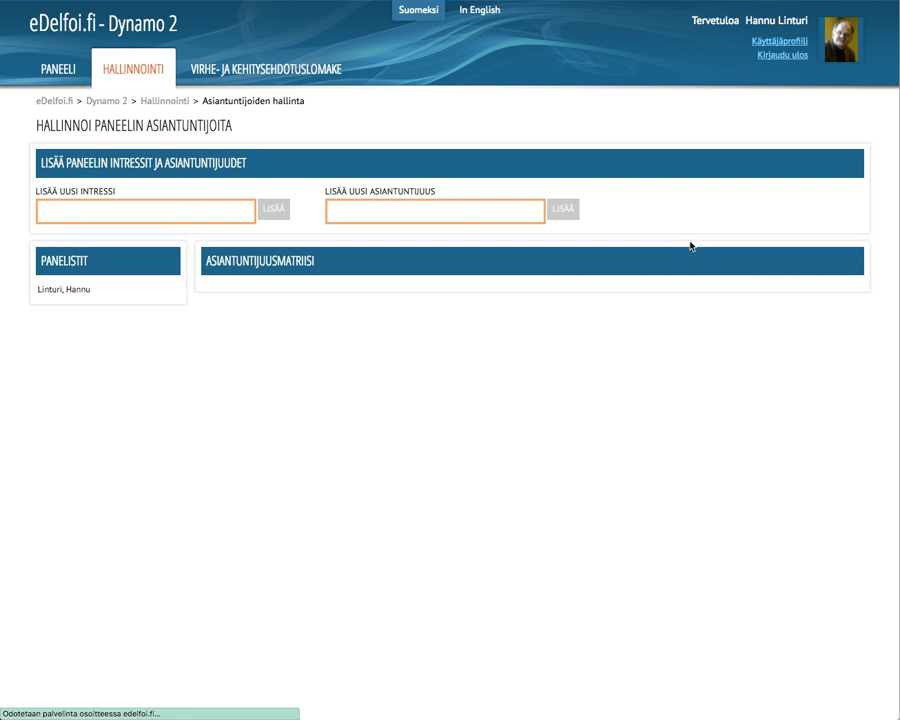 eDelfoi.fi - Dynamo 2
Suomeksi In English
Tervetuloa Hannu Linturi
Käyttäjäprofiili
Kirjaudu ulos
PANEELI HALLINNOINTI VIRHE- JA KEHITYSEHDOTUSLOMAKE
eDelfoi.fi > Dynamo 2 > Hallinnointi > Asiantuntijoiden hallinta
HALLINNOI PANEELIN ASIANTUNTIJOITA
LISÄÄ PANEELIN INTRESSIT JA ASIANTUNTIJUUDET
LISÄÄ UUSI INTRESSI LISÄÄ UUSI ASIANTUNTIJUUS
LISÄÄ LISÄÄ
PANELISTIT ASIANTUNTIJUUSMATRIISI
Linturi, Hannu
Odotetaan palvelinta osoitteessa edelfoi.fi...